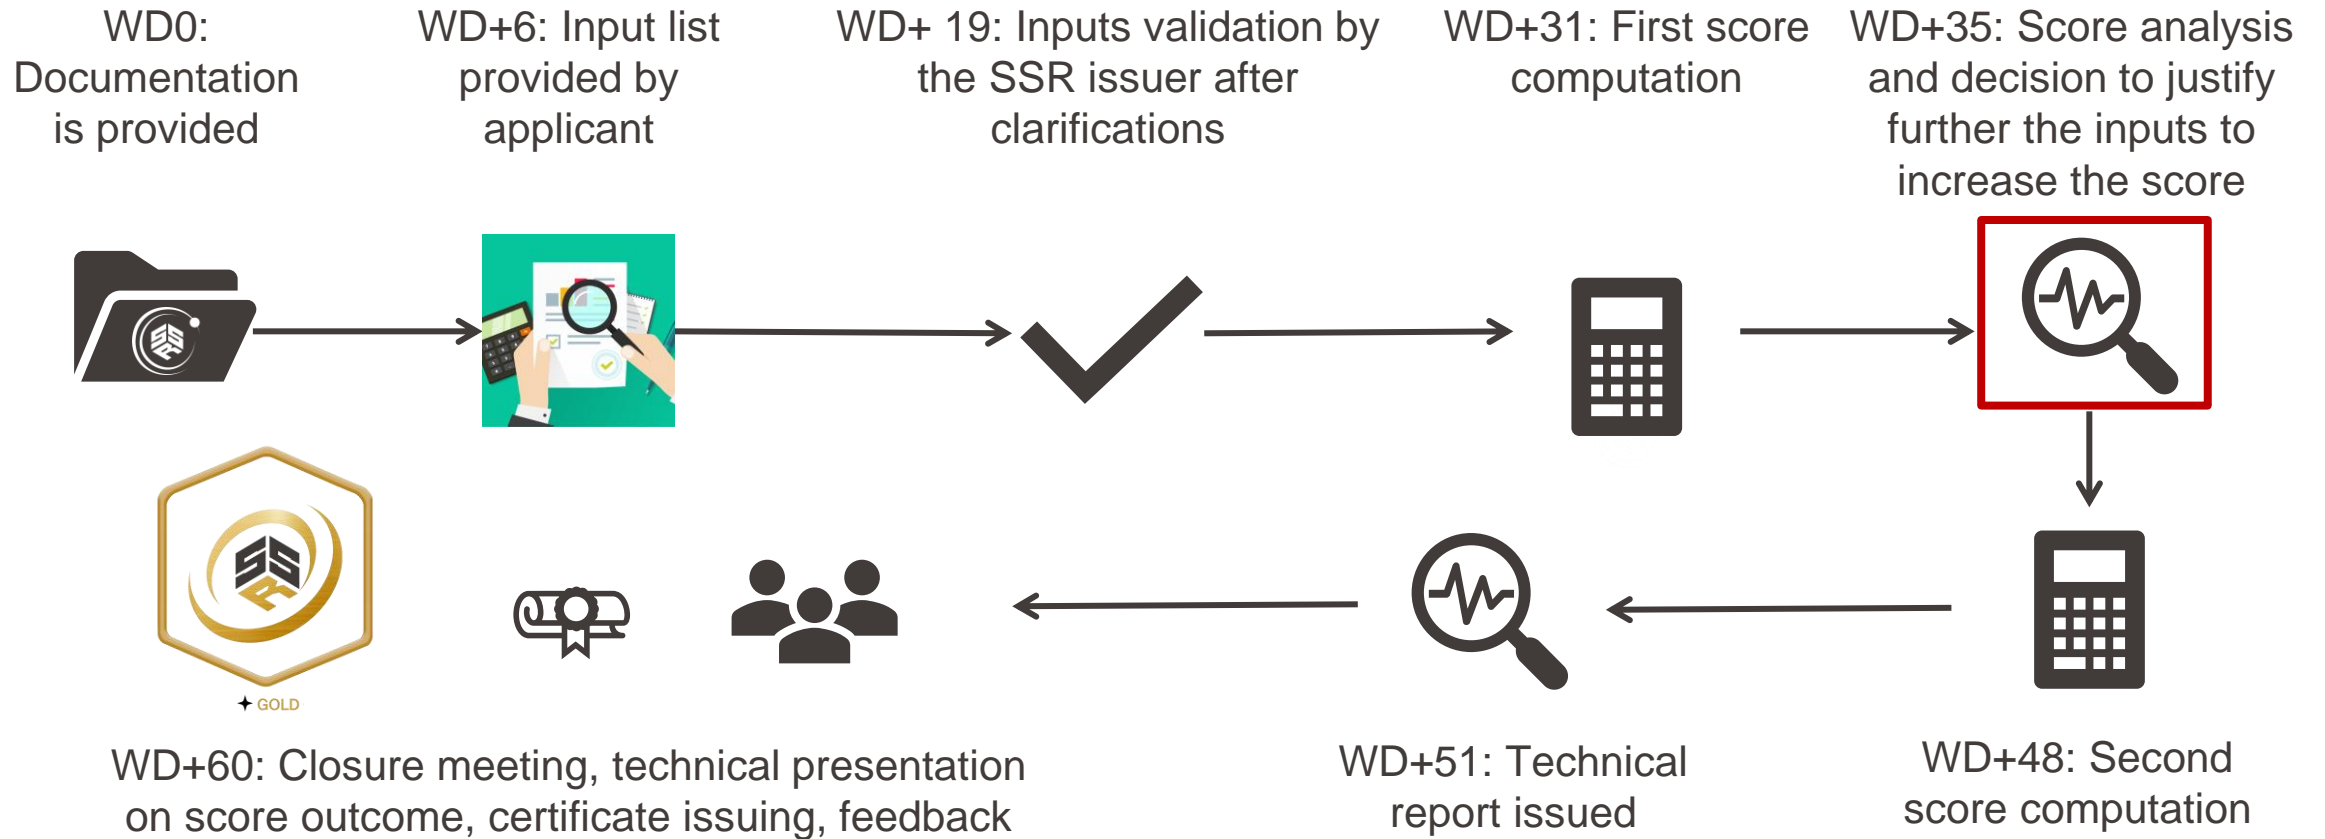 WD0:
Documentation
is provided
WD+6: Input list
provided by
applicant
WD+ 19: Inputs validation by
the SSR issuer after
clarifications
WD+31: First score
computation
WD+35: Score analysis
and decision to justify
further the inputs to
increase the score
SSR
SSR
GOLD
WD+60: Closure meeting, technical presentation
on score outcome, certificate issuing, feedback
WD+51: Technical
report issued
WD+48: Second
score computation